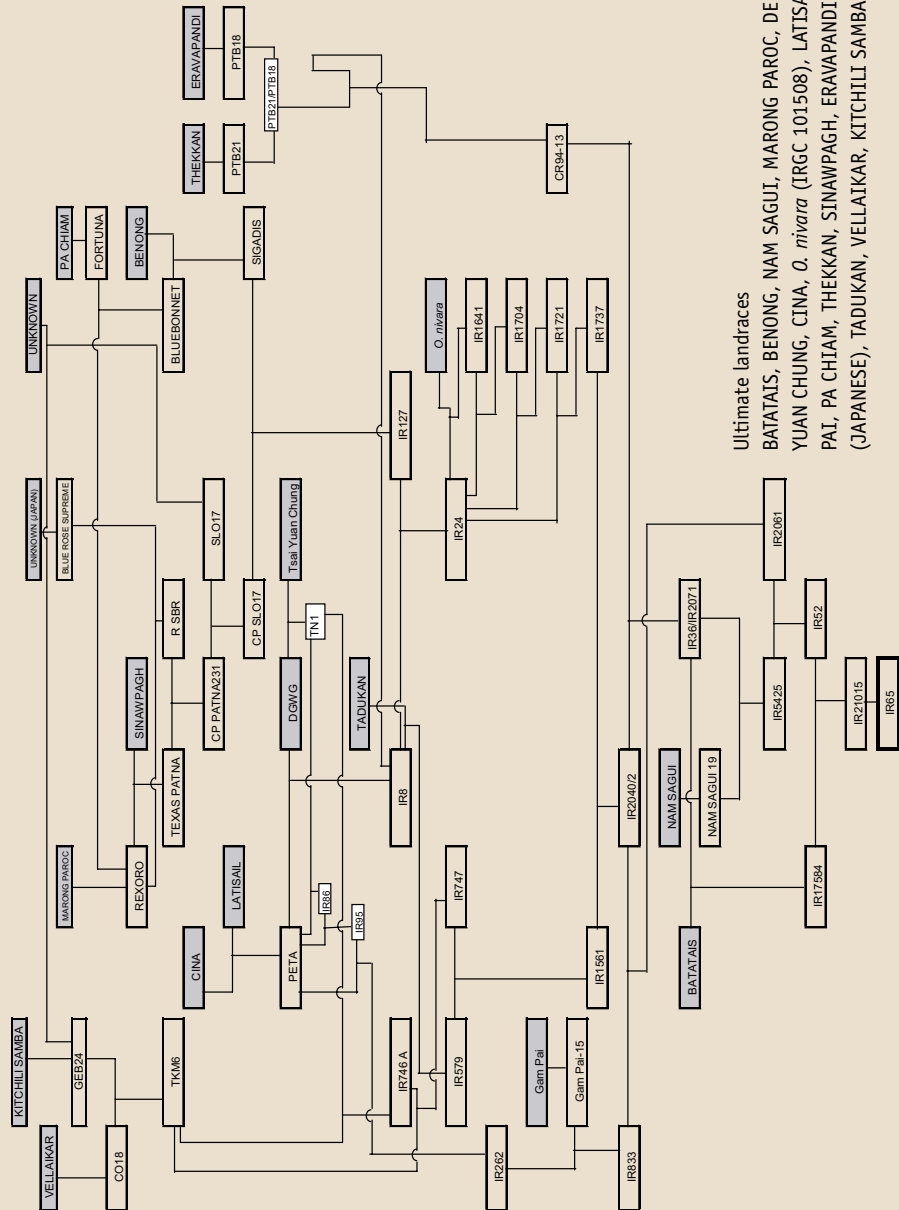 KITCHILI SAMBA
UNKNOWN (JAPAN)
UNKNOWN
VELLAIKAR
GEB24
MARONG PAROC
BLUE ROSE SUPREME
PA CHIAM
FORTUNA
CO18
REXORO
SINAWPAGH
BENONG
TKM6
TEXAS PATNA
R SBR
BLUEBONNET
CINA
LATISAIL
CP PATNA231
SLO17
THEKKAN
ERAVAPANDI
PTB21
PTB18
CP SLO17
SIGADIS
PTB21/PTB18
PETA
DGWG
Tsai Yuan Chung
TN1
IR86
IR95
TADUKAN
IR746 A
IR8
IR127
O. nivara
IR579
IR747
IR24
IR1641
IR262
IR1704
Gam Pai
Gam Pai-15
IR1721
CR94-13
IR1561
IR1737
IR833
IR2040/2
NAM SAGUI
BATATAIS
IR36/IR2071
NAM SAGUI 19
IR5425
IR2061
IR17584
IR52
IR21015
IR65
Ultimate landraces
BATATAIS, BENONG, NAM SAGUI, MARONG PAROC, DE
YUAN CHUNG, CINA, O. nivara (IRGC 101508), LATISA
PAI, PA CHIAM, THEKKAN, SINAWPAGH, ERAVAPANDI
(JAPANESE), TADUKAN, VELLAIKAR, KITCHILI SAMBA